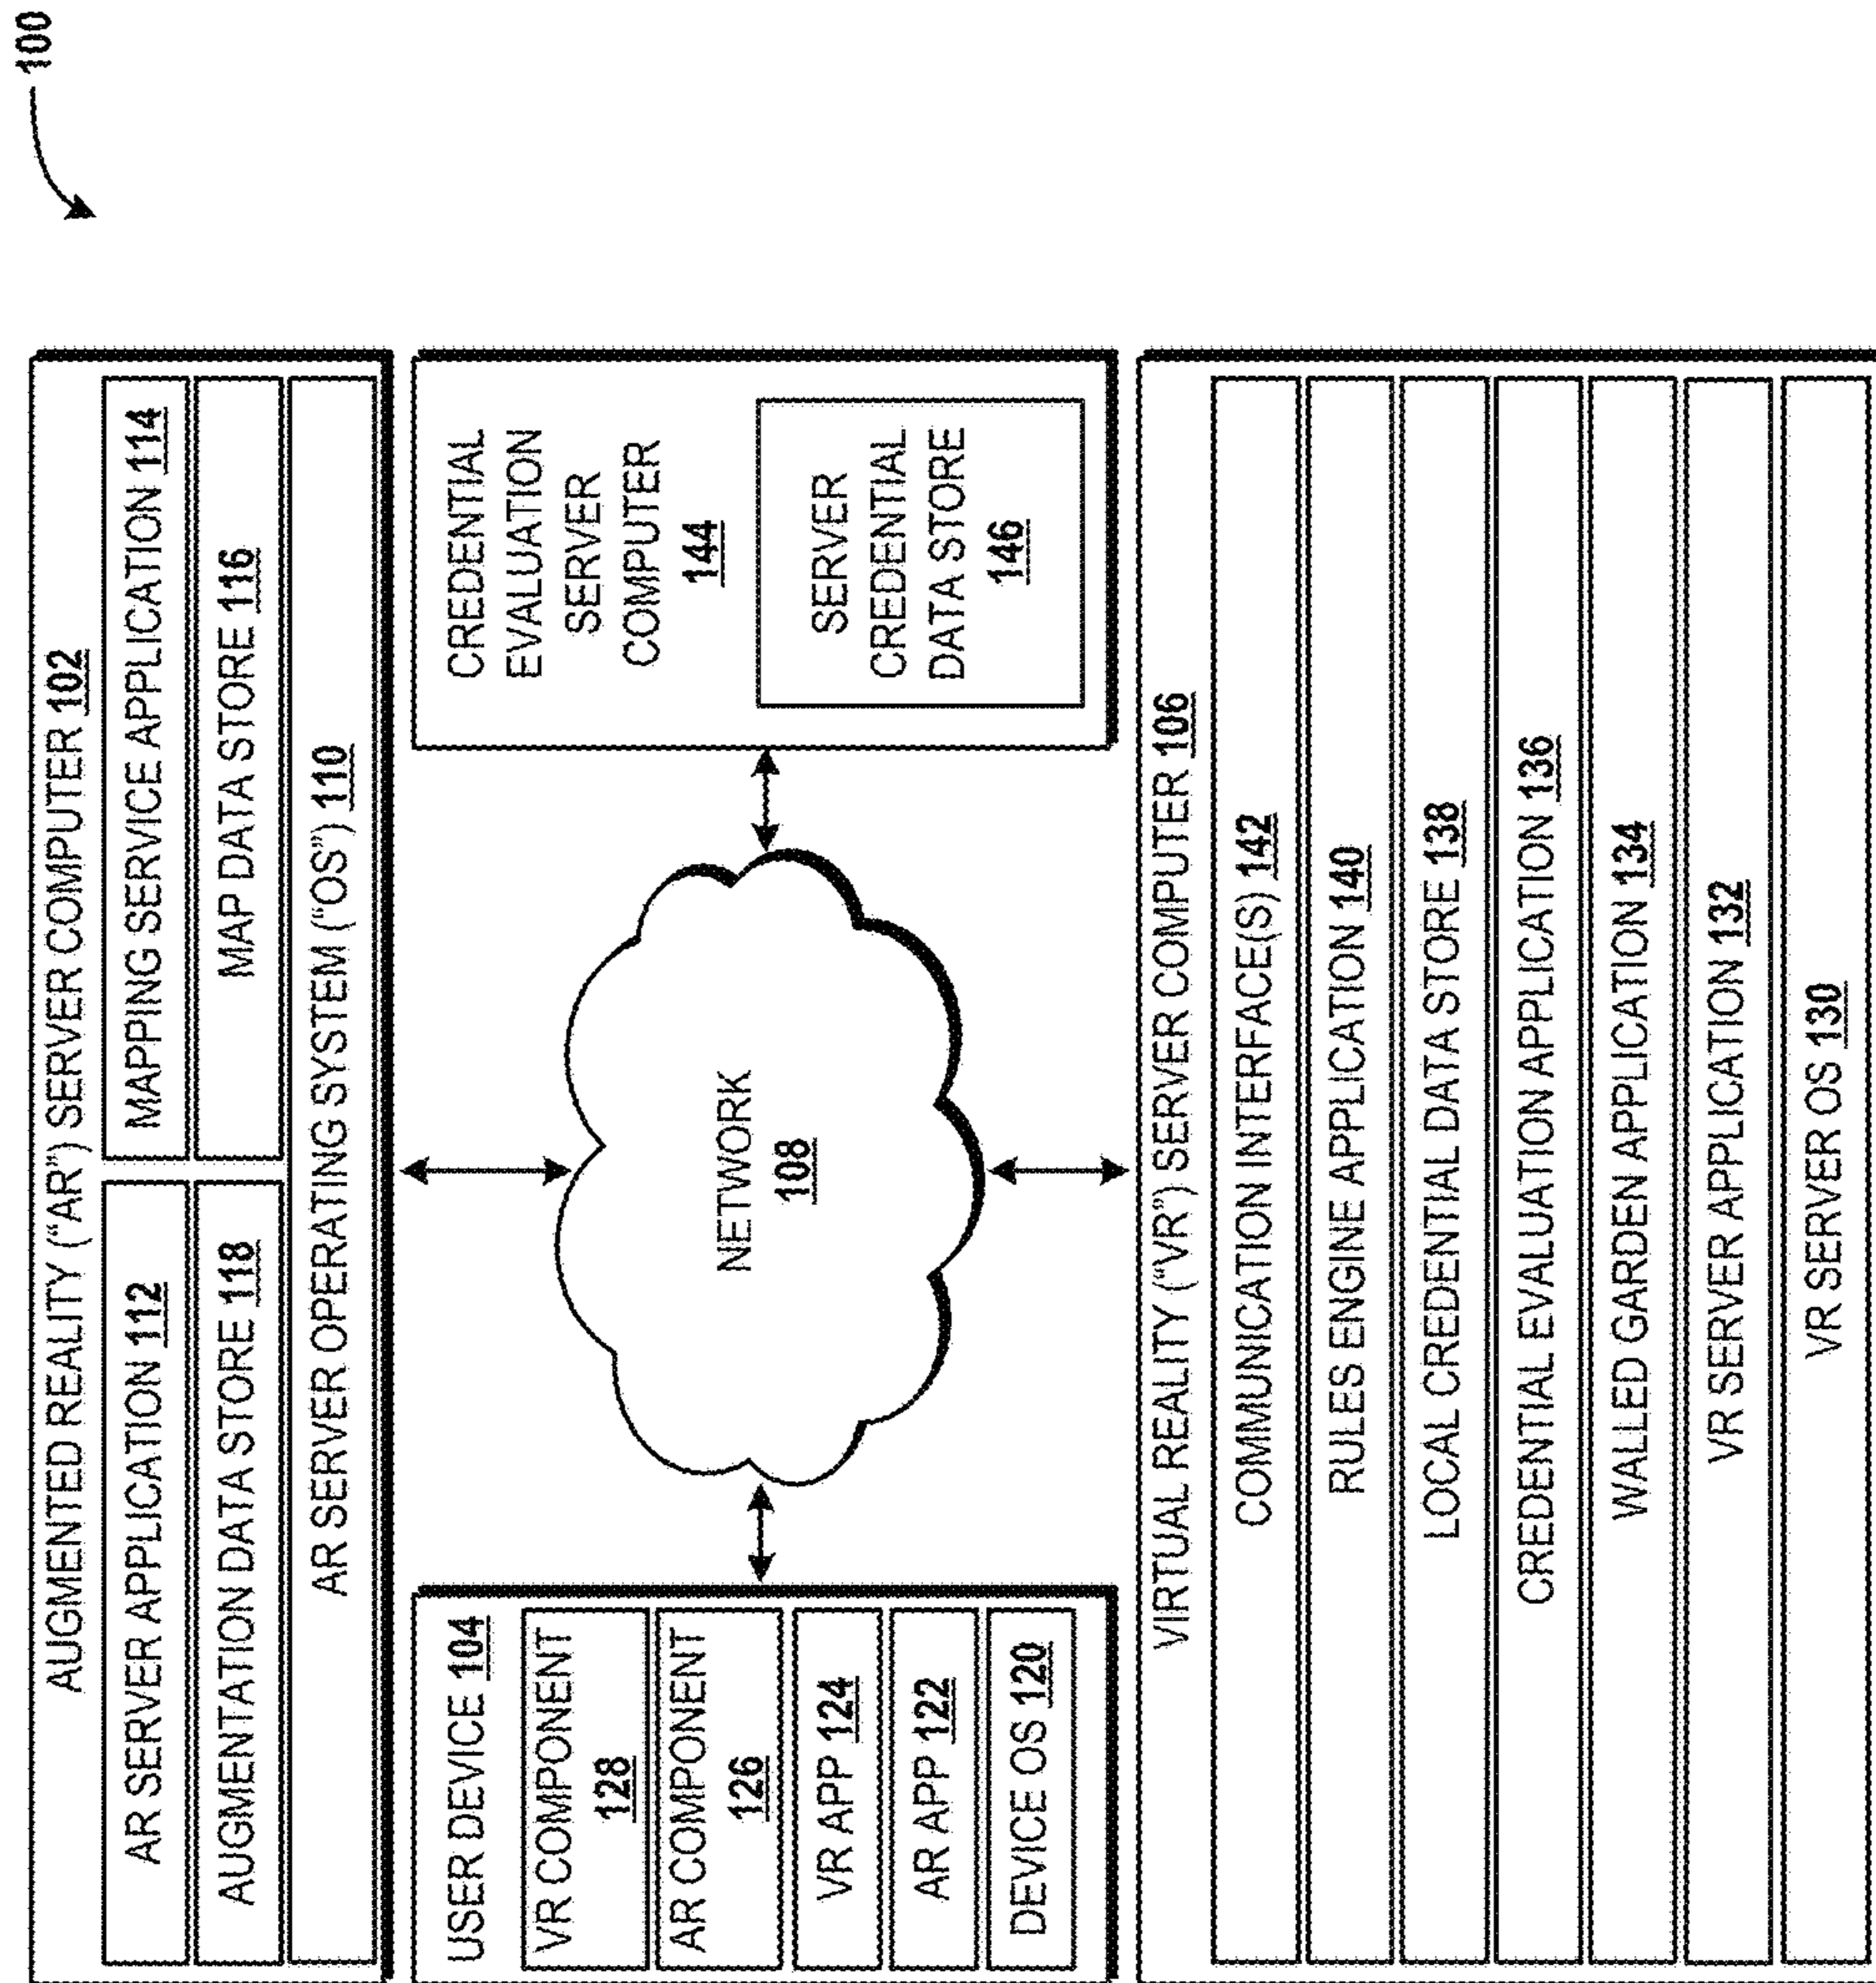 100
AUGMENTED REALITY (“AR”) SERVER COMPUTER 102
AR SERVER APPLICATION 112
MAPPING SERVICE APPLICATION 114
AUGMENTATION DATA STORE 118
MAP DATA STORE 116
AR SERVER OPERATING SYSTEM (“OS”) 110
USER DEVICE 104
VR COMPONENT
128
AR COMPONENT
126
VR APP 124
AR APP 122
DEVICE OS 120
NETWORK
108
CREDENTIAL
EVALUATION
SERVER
COMPUTER
144
SERVER
CREDENTIAL
DATA STORE
146
VIRTUAL REALITY (“VR”) SERVER COMPUTER 106
COMMUNICATION INTERFACE(S) 142
RULES ENGINE APPLICATION 140
LOCAL CREDENTIAL DATA STORE 138
CREDENTIAL EVALUATION APPLICATION 136
WALLED GARDEN APPLICATION 134
VR SERVER APPLICATION 132
VR SERVER OS 130